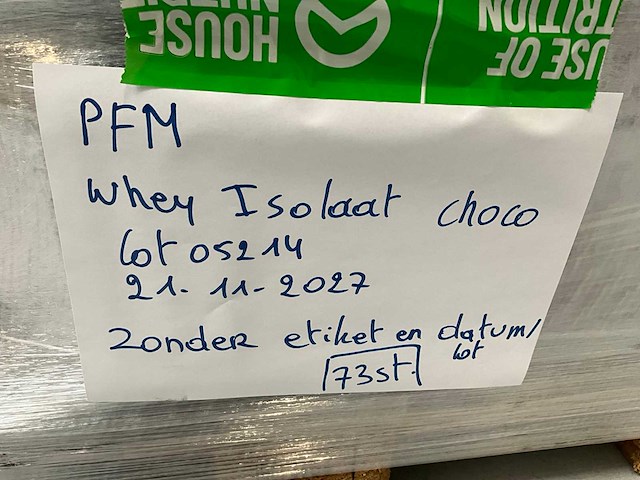 HOUSE
NUTRI
USE OF
TRITION
PFM
Whey Isolaat choco
lot 05214
21-11-2027
Zonder etiket en datum/
lot
73st.